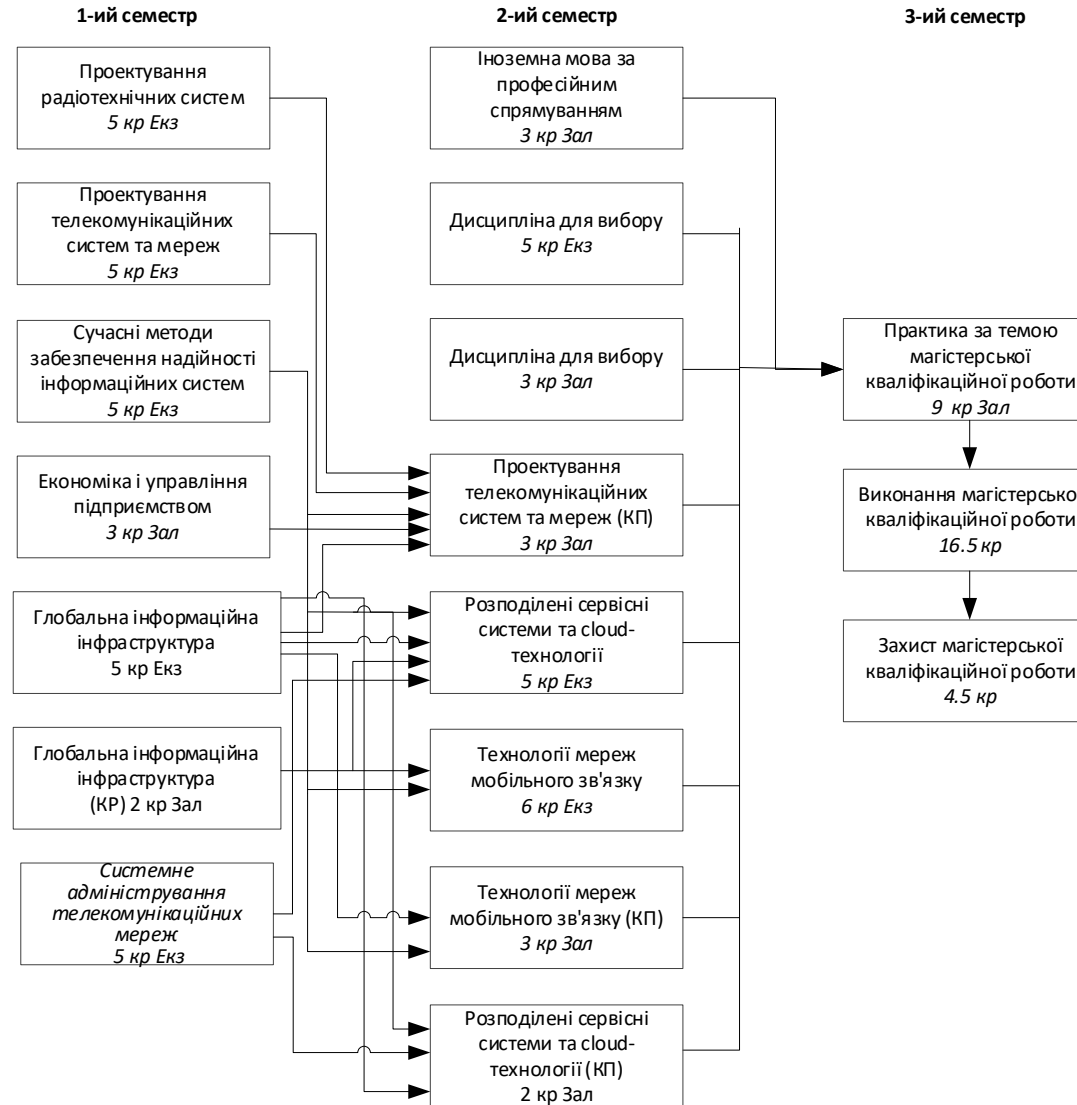 1-ий семестр
2-ий семестр
3-ий семестр
Проектування
радіотехнічних систем
5 кр Екз
Проектування
телекомунікаційних
систем та мереж
5 кр Екз
Сучасні методи
забезпечення надійності
інформаційних систем
5 кр Екз
Економіка і управління
підприємством
3 кр Зал
Глобальна інформаційна
інфраструктура
5 кр Екз
Глобальна інформаційна
інфраструктура
(КР) 2 кр Зал
Системне
адміністрування
телекомунікаційних
мереж
5 кр Екз
Іноземна мова за
професійним
спрямуванням
3 кр Зал
Дисципліна для вибору
5 кр Екз
Дисципліна для вибору
3 кр Зал
Проектування
телекомунікаційних
систем та мереж (КП)
3 кр Зал
Розподілені сервісні
системи та cloud-
технології
5 кр Екз
Технології мереж
мобільного зв'язку
6 кр Екз
Технології мереж
мобільного зв'язку (КП)
3 кр Зал
Розподілені сервісні
системи та cloud-
технології (КП)
2 кр Зал
Практика за темою
магістерської
кваліфікаційної роботи
9 кр Зал
Виконання магістерсько
кваліфікаційної роботи
16.5 кр
Захист магістерської
кваліфікаційної роботи
4.5 кр